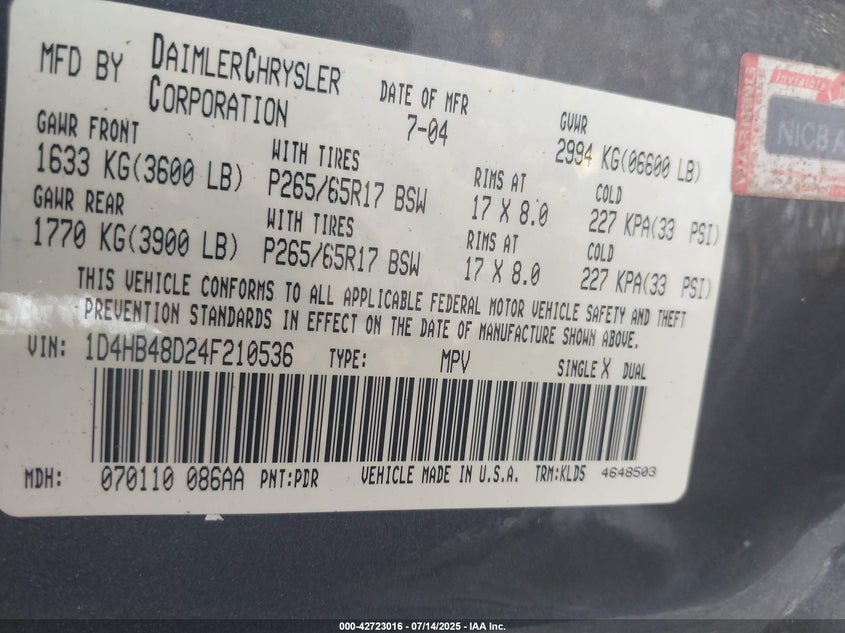 MFD BY DAIMLERCHRYSLER CORPORATION DATE OF MFR 7-04 GVWR 2994 KG(06600 LB)
GAWR FRONT WITH TIRES RIMS AT COLD
1633 KG(3600 LB) P265/65R17 BSW 17 X 8.0 227 KPA(33 PSI)
GAWR REAR WITH TIRES RIMS AT COLD
1770 KG(3900 LB) P265/65R17 BSW 17 X 8.0 227 KPA(33 PSI)
THIS VEHICLE CONFORMS TO ALL APPLICABLE FEDERAL MOTOR VEHICLE SAFETY AND THEFT
PREVENTION STANDARDS IN EFFECT ON THE DATE OF MANUFACTURE SHOWN ABOVE.
VIN: 1D4HB48D24F210536 TYPE: MPV SINGLE X DUAL
MDH: 070110 086AA PNT:PDR VEHICLE MADE IN U.S.A. TRM:KLD5 4648503
WARNING
NICB
000-42723016 - 07/14/2025 - IAA Inc.